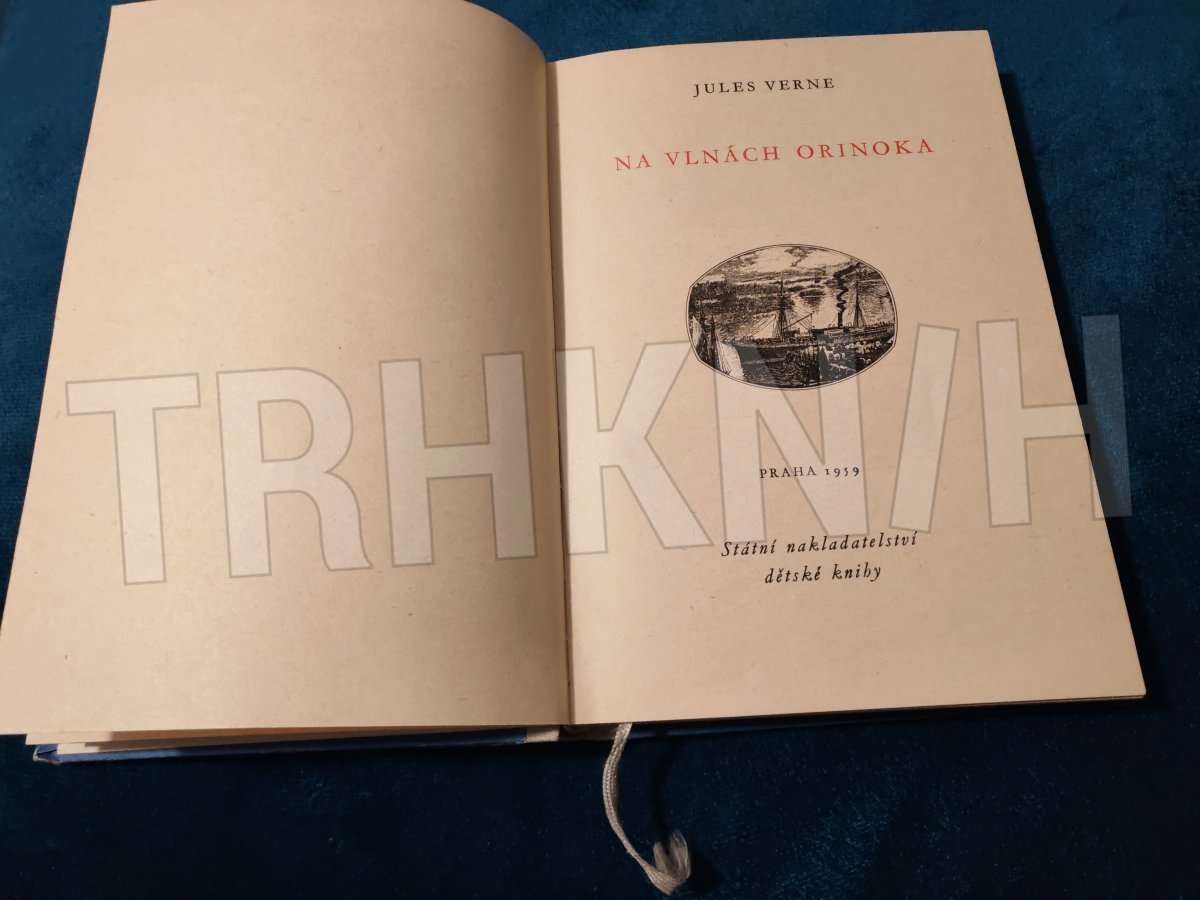 JULES VERNE
NA VLNÁCH ORINOKA
PRAHA 1959
Státní nakladatelství
dětské knihy
TRHKNIH